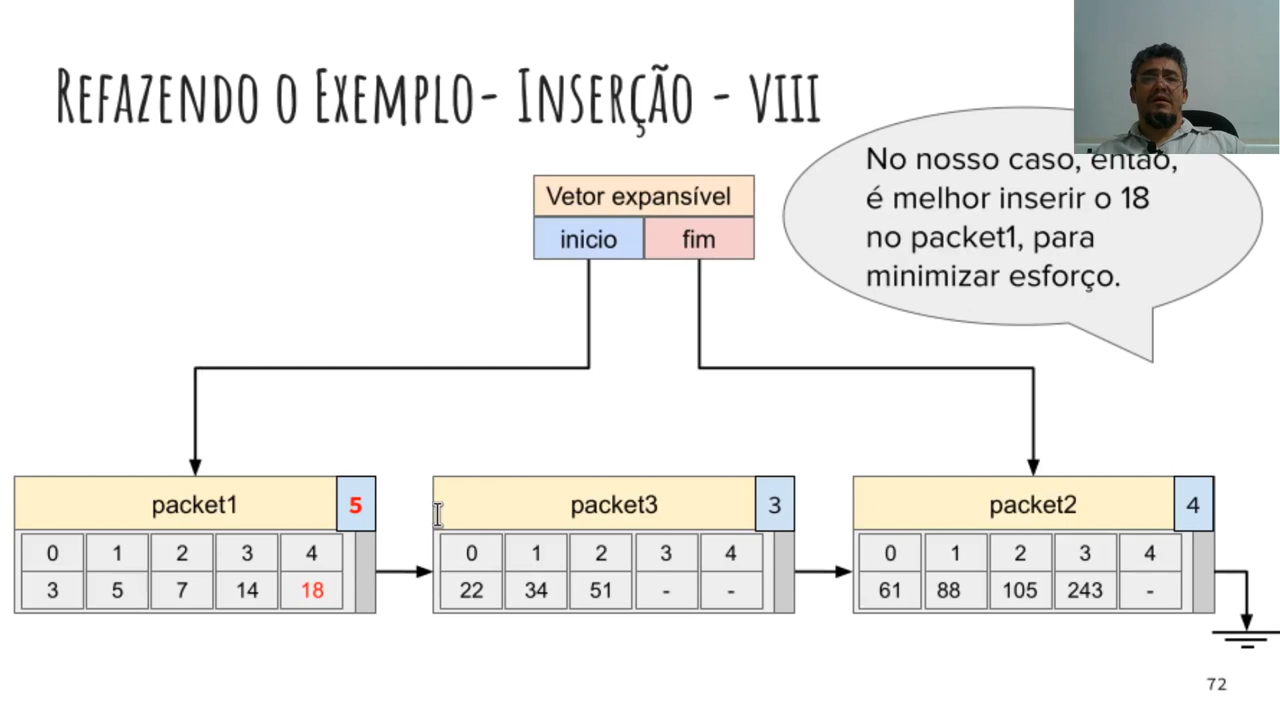 Refazendo o Exemplo- Inserção - VIII
No nosso caso, então,
é melhor inserir o 18
no packet1, para
minimizar esforço.
Vetor expansível
inicio fim
packet1 5
0 1 2 3 4
3 5 7 14 18
packet3 3
0 1 2 3 4
22 34 51 - -
packet2 4
0 1 2 3 4
61 88 105 243 -
72